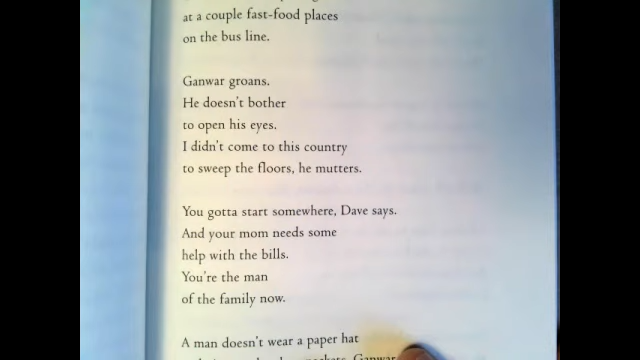 at a couple fast-food places
on the bus line.
Ganwar groans.
He doesn't bother
to open his eyes.
I didn't come to this country
to sweep the floors, he mutters.
You gotta start somewhere, Dave says.
And your mom needs some
help with the bills.
You're the man
of the family now.
A man doesn't wear a paper hat
Ganwar